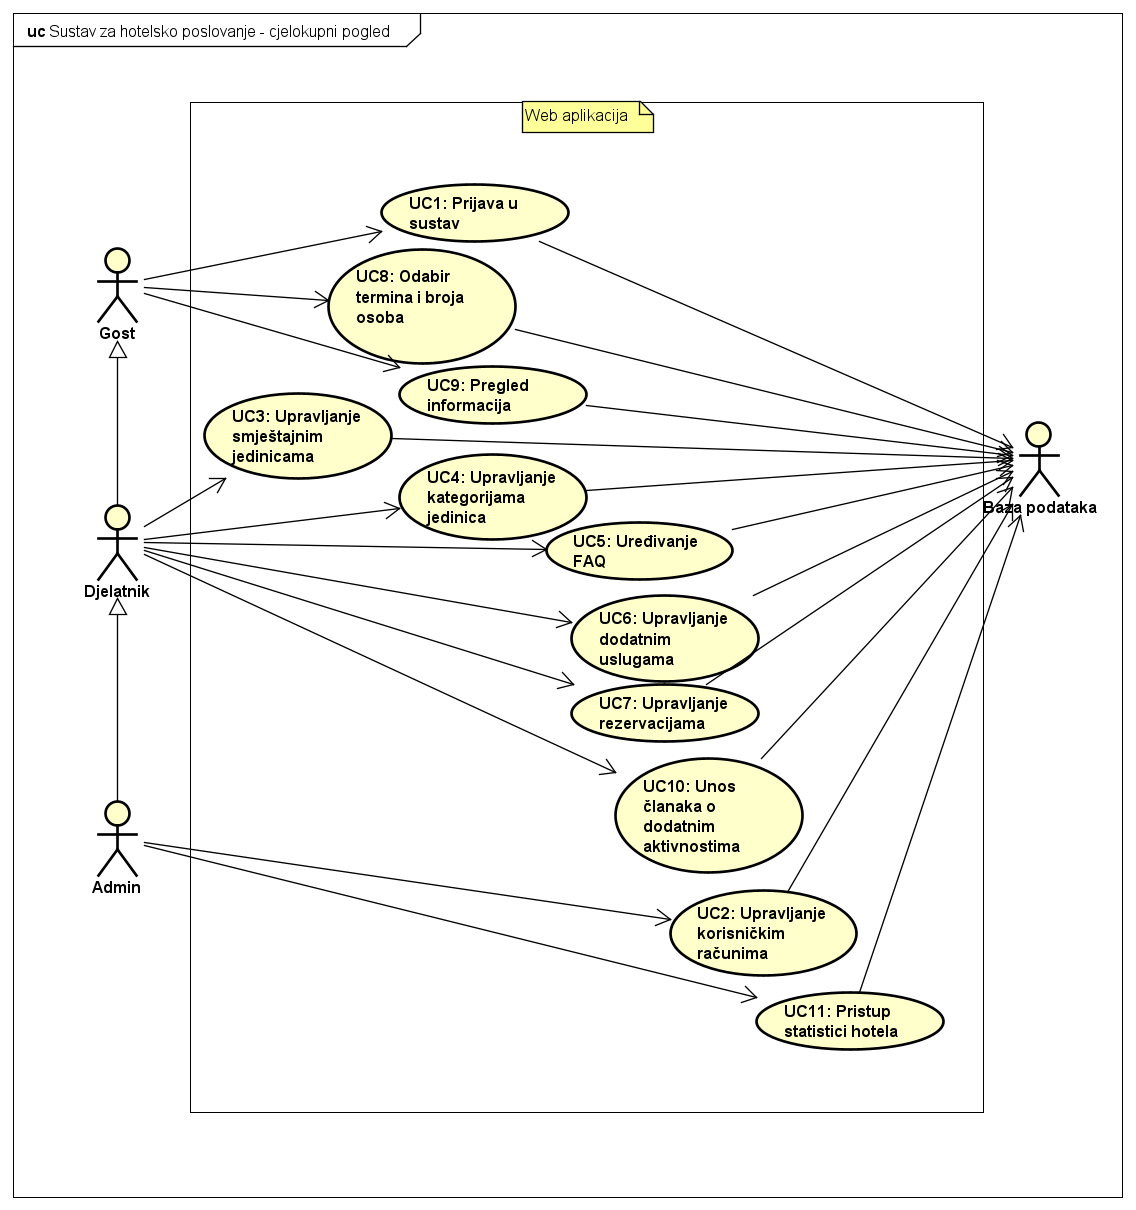 uc Sustav za hotelsko poslovanje - cjelokupni pogled
Web aplikacija
UC1: Prijava u
sustav
UC8: Odabir
termina i broja
osoba
Gost
UC9: Pregled
informacija
UC3: Upravljanje
smještajnim
jedinicama
UC4: Upravljanje
kategorijama
jedinica
Baza podataka
UC5: Uređivanje
FAQ
Djelatnik
UC6: Upravljanje
dodatnim
uslugama
UC7: Upravljanje
rezervacijama
UC10: Unos
članaka o
dodatnim
aktivnostima
Admin
UC2: Upravljanje
korisničkim
računima
UC11: Pristup
statistici hotela